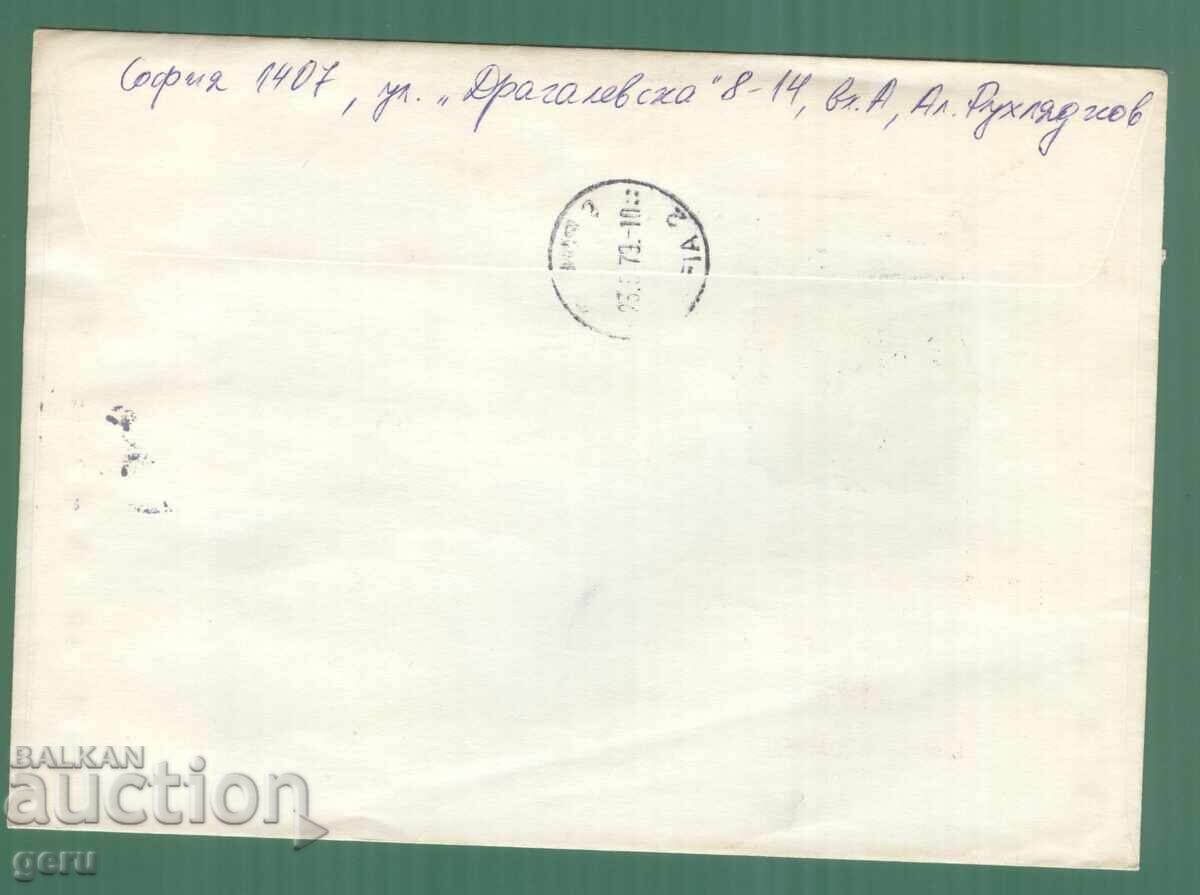 София 1407, ул. „Драгалевска" 8-14, вх. А, Ал. Рухлядков
BALKAN
auction
geru